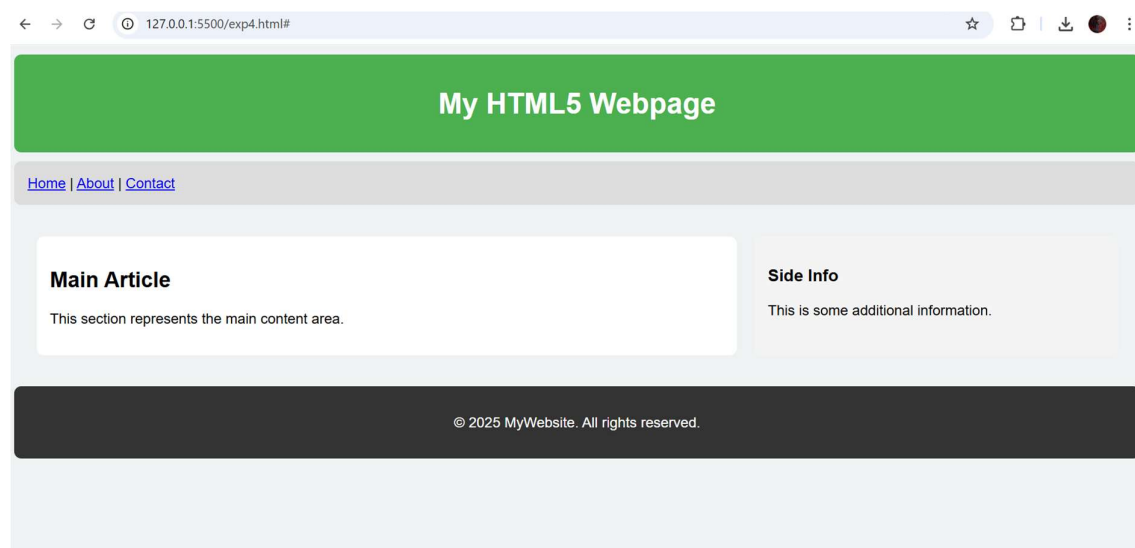 127.0.0.1:5500/exp4.html#
My HTML5 Webpage
Home | About | Contact
Main Article
This section represents the main content area.
Side Info
This is some additional information.
© 2025 MyWebsite. All rights reserved.